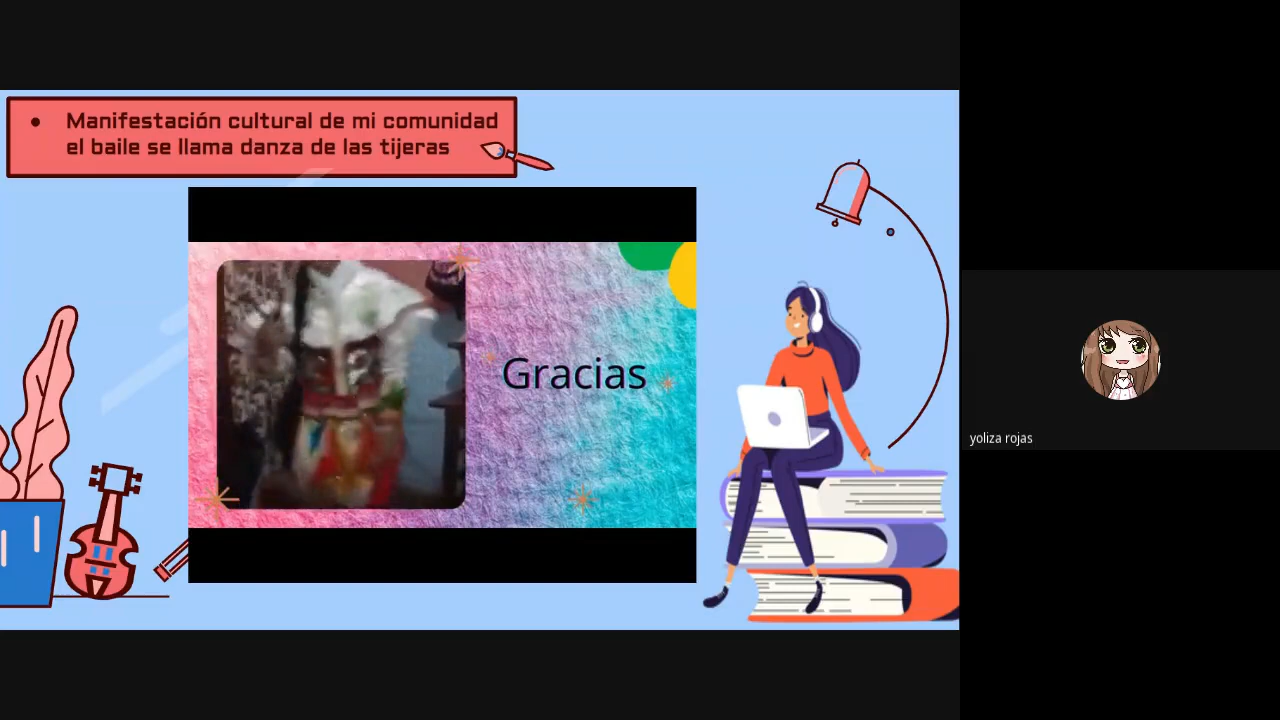 • Manifestación cultural de mi comunidad
el baile se llama danza de las tijeras
Gracias
yoliza rojas